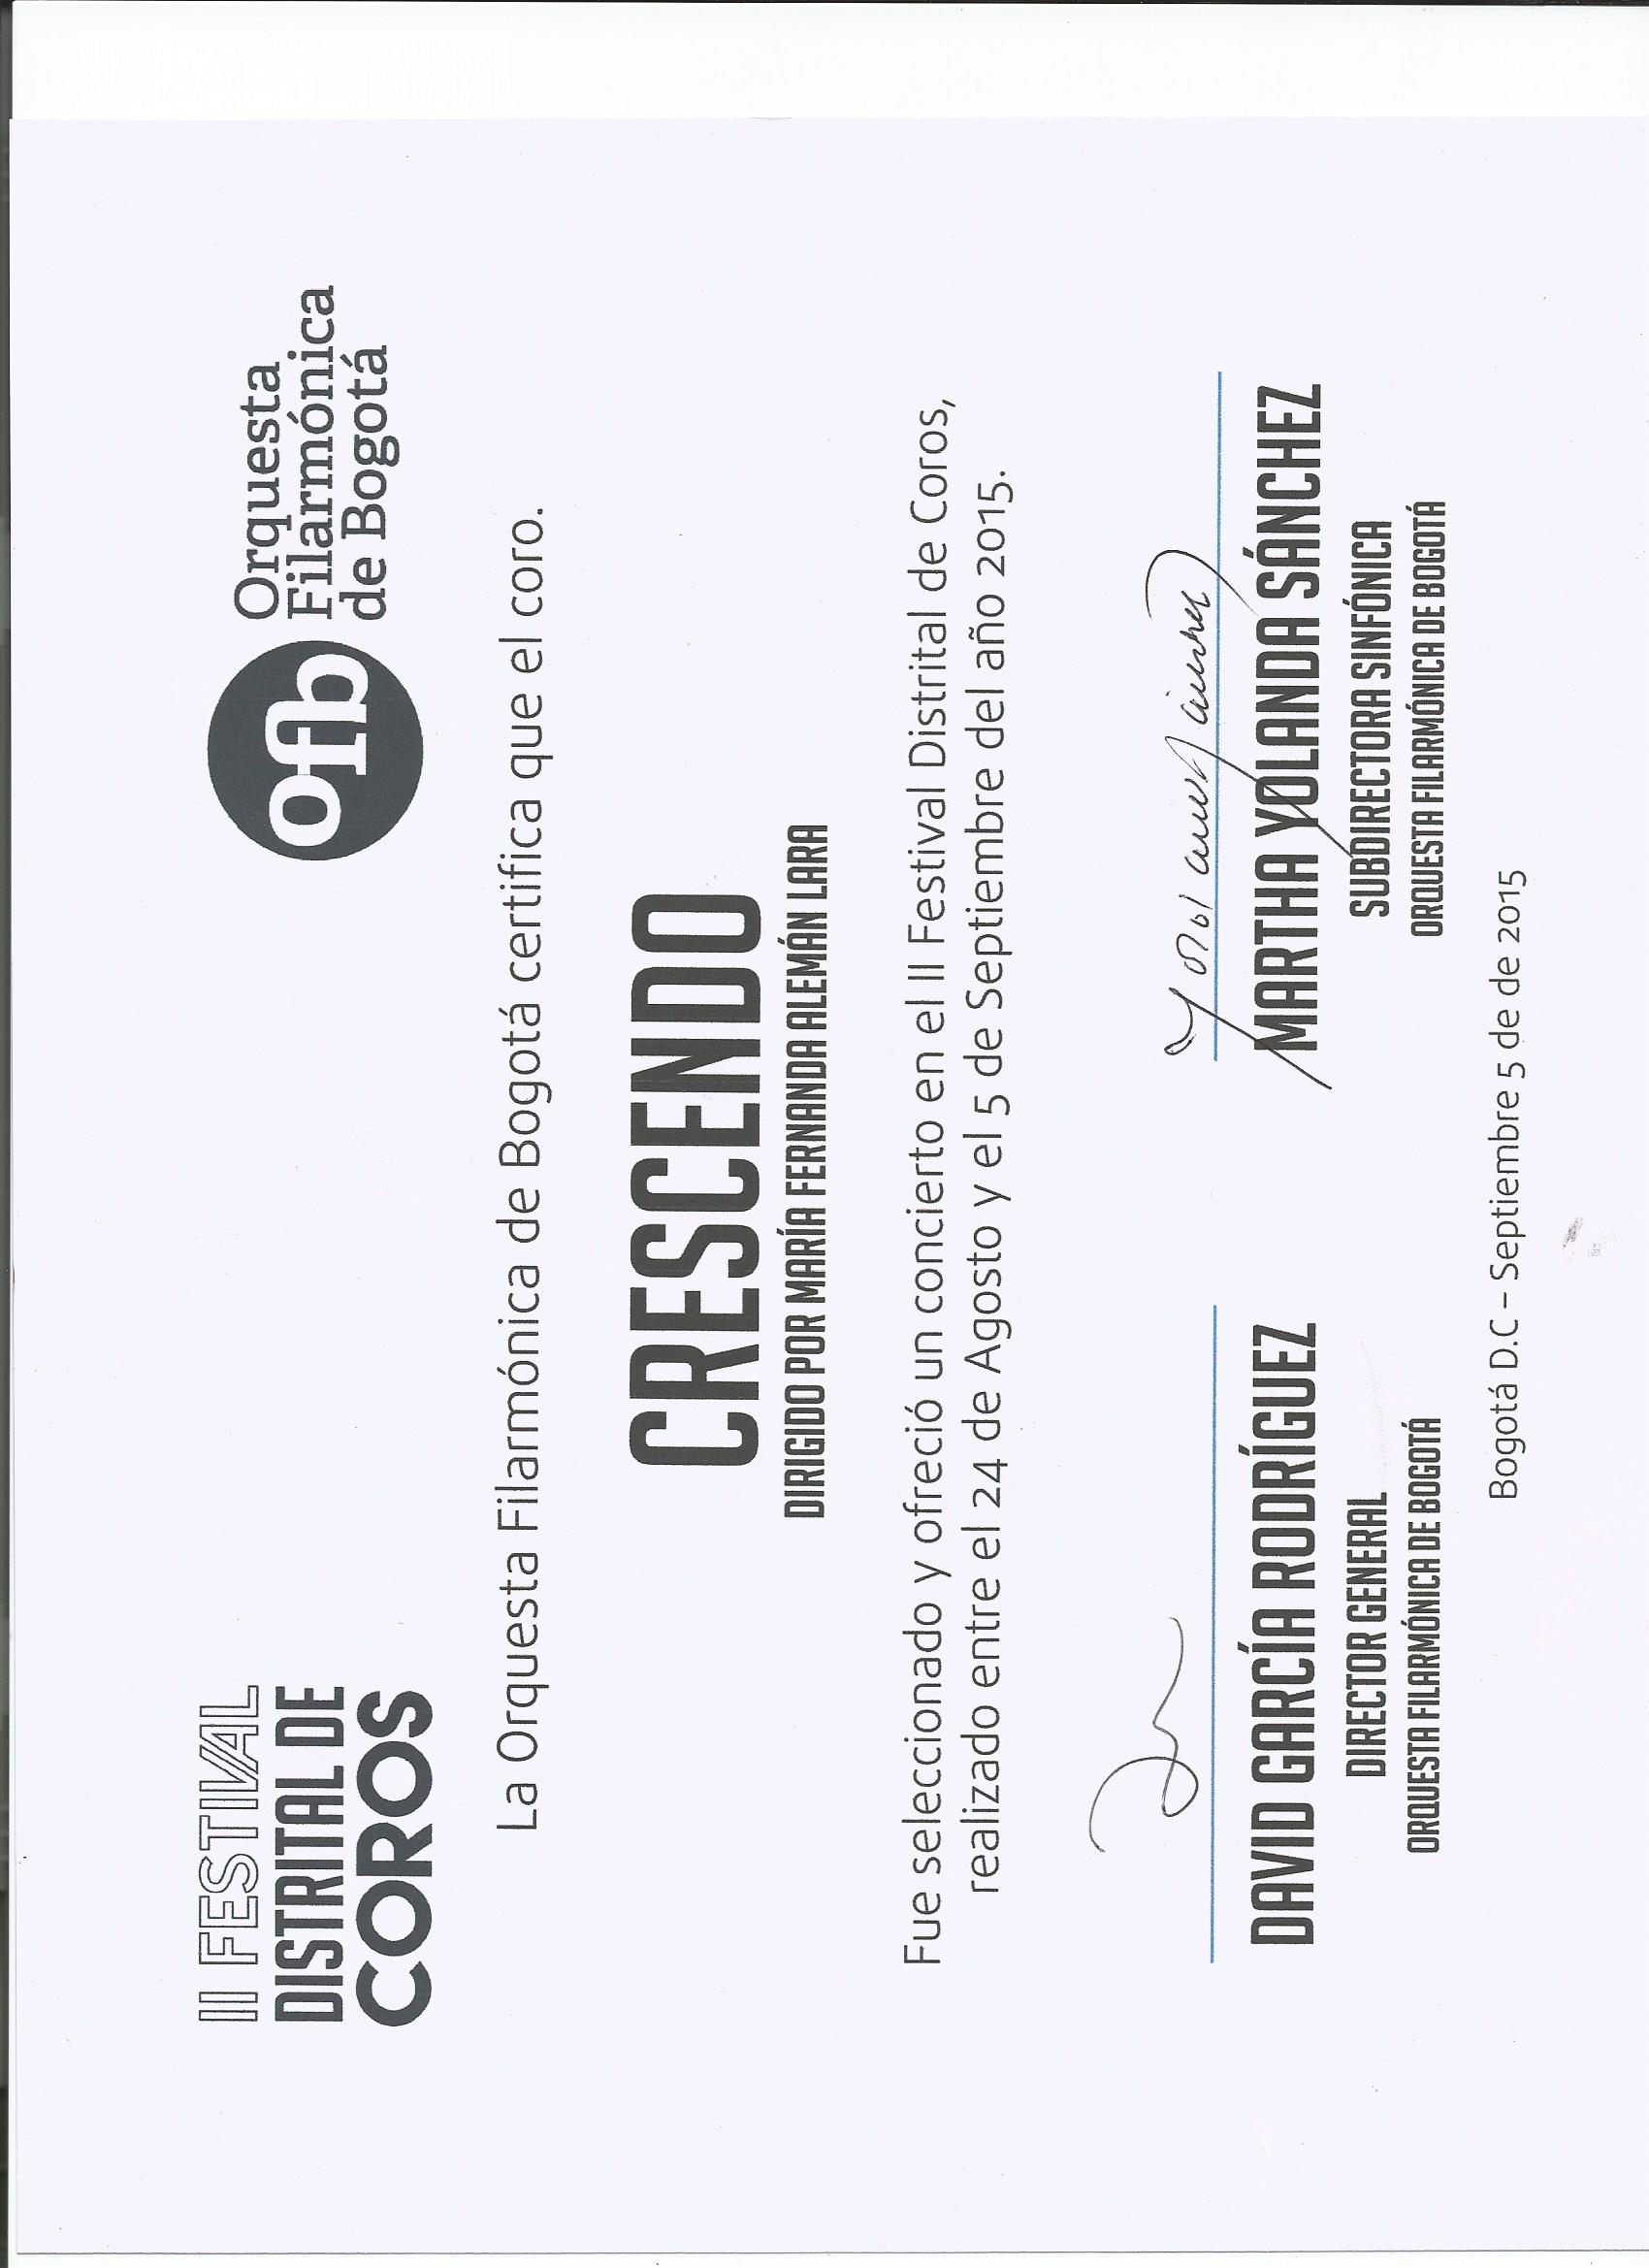 II FESTIVAL
DISTRITAL DE
COROS
ofb
Orquesta
Filarmónica
de Bogotá
La Orquesta Filarmónica de Bogotá certifica que el coro.
CRESCENDO
DIRIGIDO POR MARÍA FERNANDA ALEMÁN LARA
Fue seleccionado y ofreció un concierto en el II Festival Distrital de Coros,
realizado entre el 24 de Agosto y el 5 de Septiembre del año 2015.
Yolanda Sánchez
DAVID GARCÍA RODRÍGUEZ
DIRECTOR GENERAL
ORQUESTA FILARMÓNICA DE BOGOTÁ
MARTHA YOLANDA SÁNCHEZ
SUBDIRECTORA SINFÓNICA
ORQUESTA FILARMÓNICA DE BOGOTÁ
Bogotá D.C – Septiembre 5 de de 2015